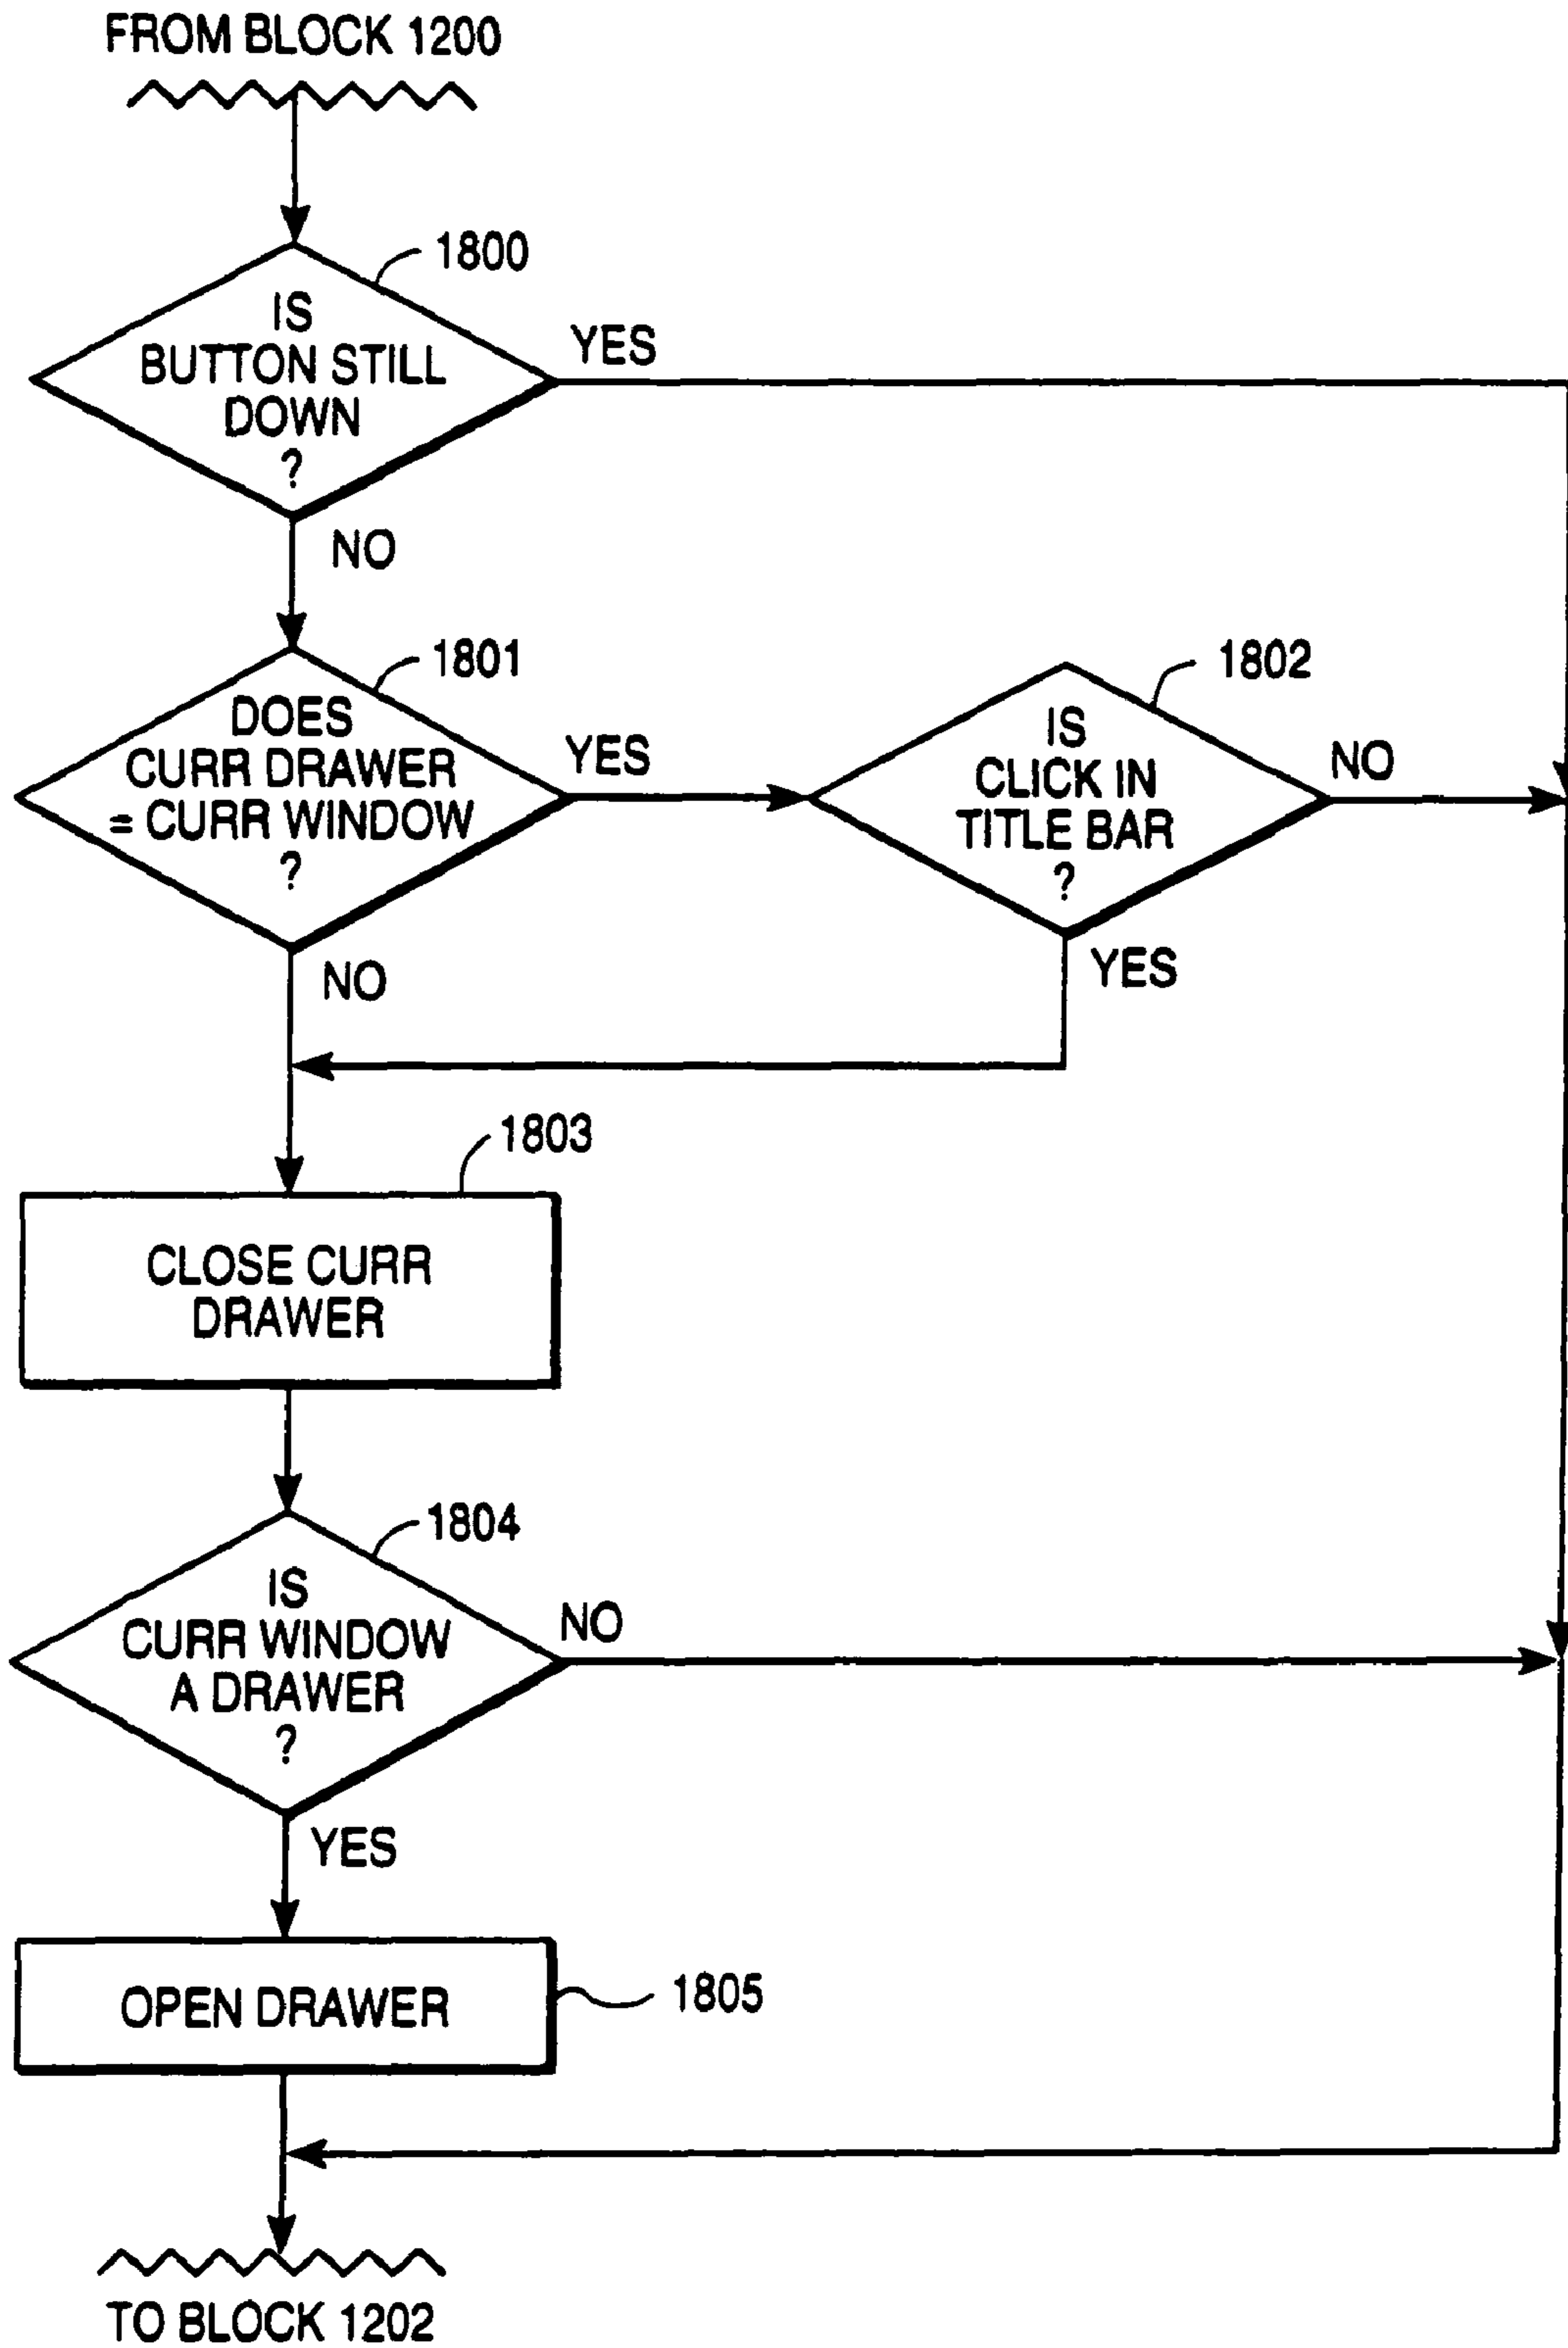 FROM BLOCK 1200
1800
IS
BUTTON STILL
DOWN
?
YES
NO
1801
DOES
CURR DRAWER
= CURR WINDOW
?
YES
1802
IS
CLICK IN
TITLE BAR
?
NO
YES
NO
1803
CLOSE CURR
DRAWER
1804
IS
CURR WINDOW
A DRAWER
?
NO
YES
OPEN DRAWER
1805
TO BLOCK 1202